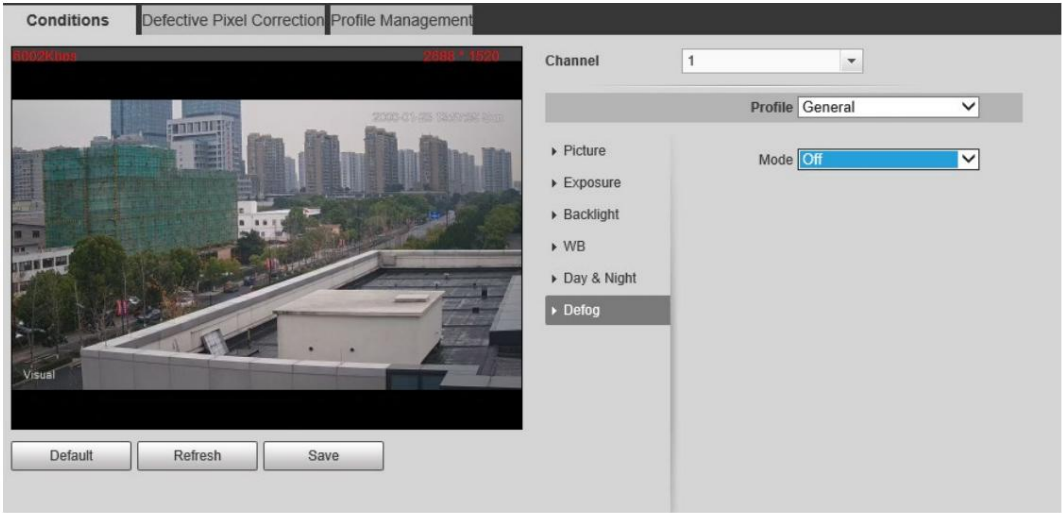 Conditions
Defective Pixel Correction
Profile Management
2688 * 1520
Visual
Default
Refresh
Save
Channel
1
Profile General
Picture
Exposure
Backlight
WB
Day & Night
Defog
Mode Off